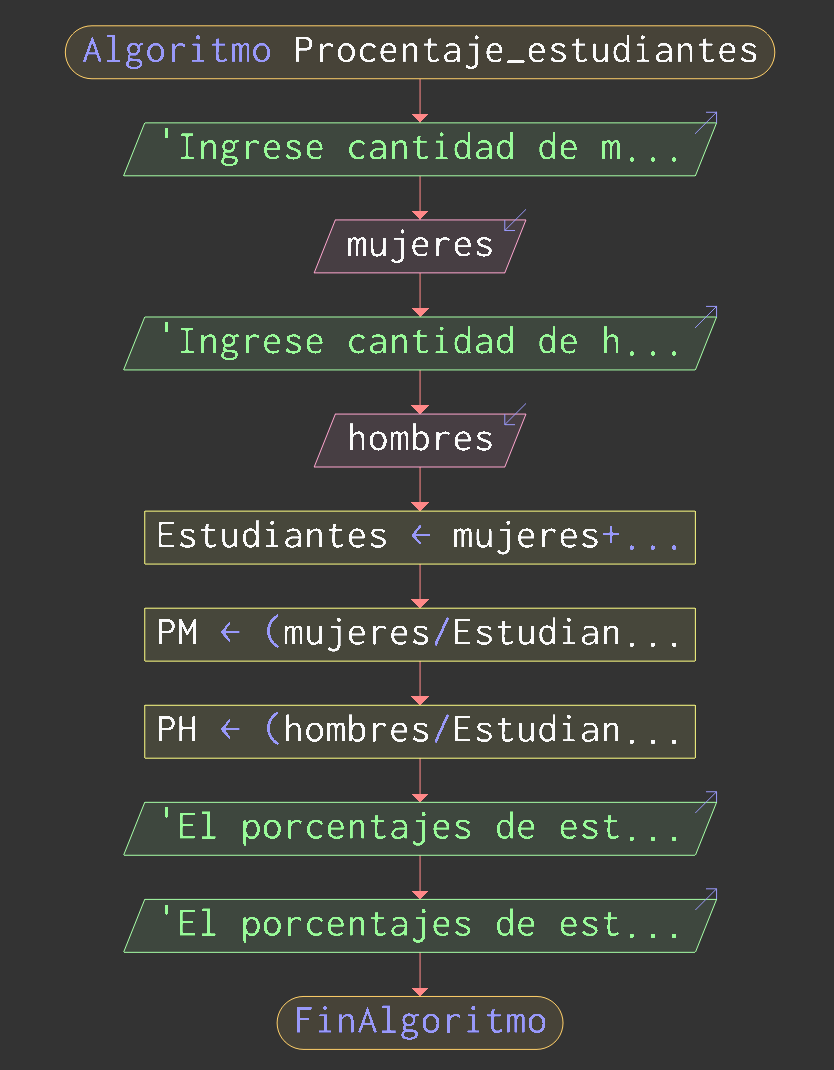 Algoritmo Procentaje_estudiantes
'Ingrese cantidad de m...
mujeres
'Ingrese cantidad de h...
hombres
Estudiantes ← mujeres+...
PM ← (mujeres/Estudian...
PH ← (hombres/Estudian...
'El porcentajes de est...
'El porcentajes de est...
FinAlgoritmo